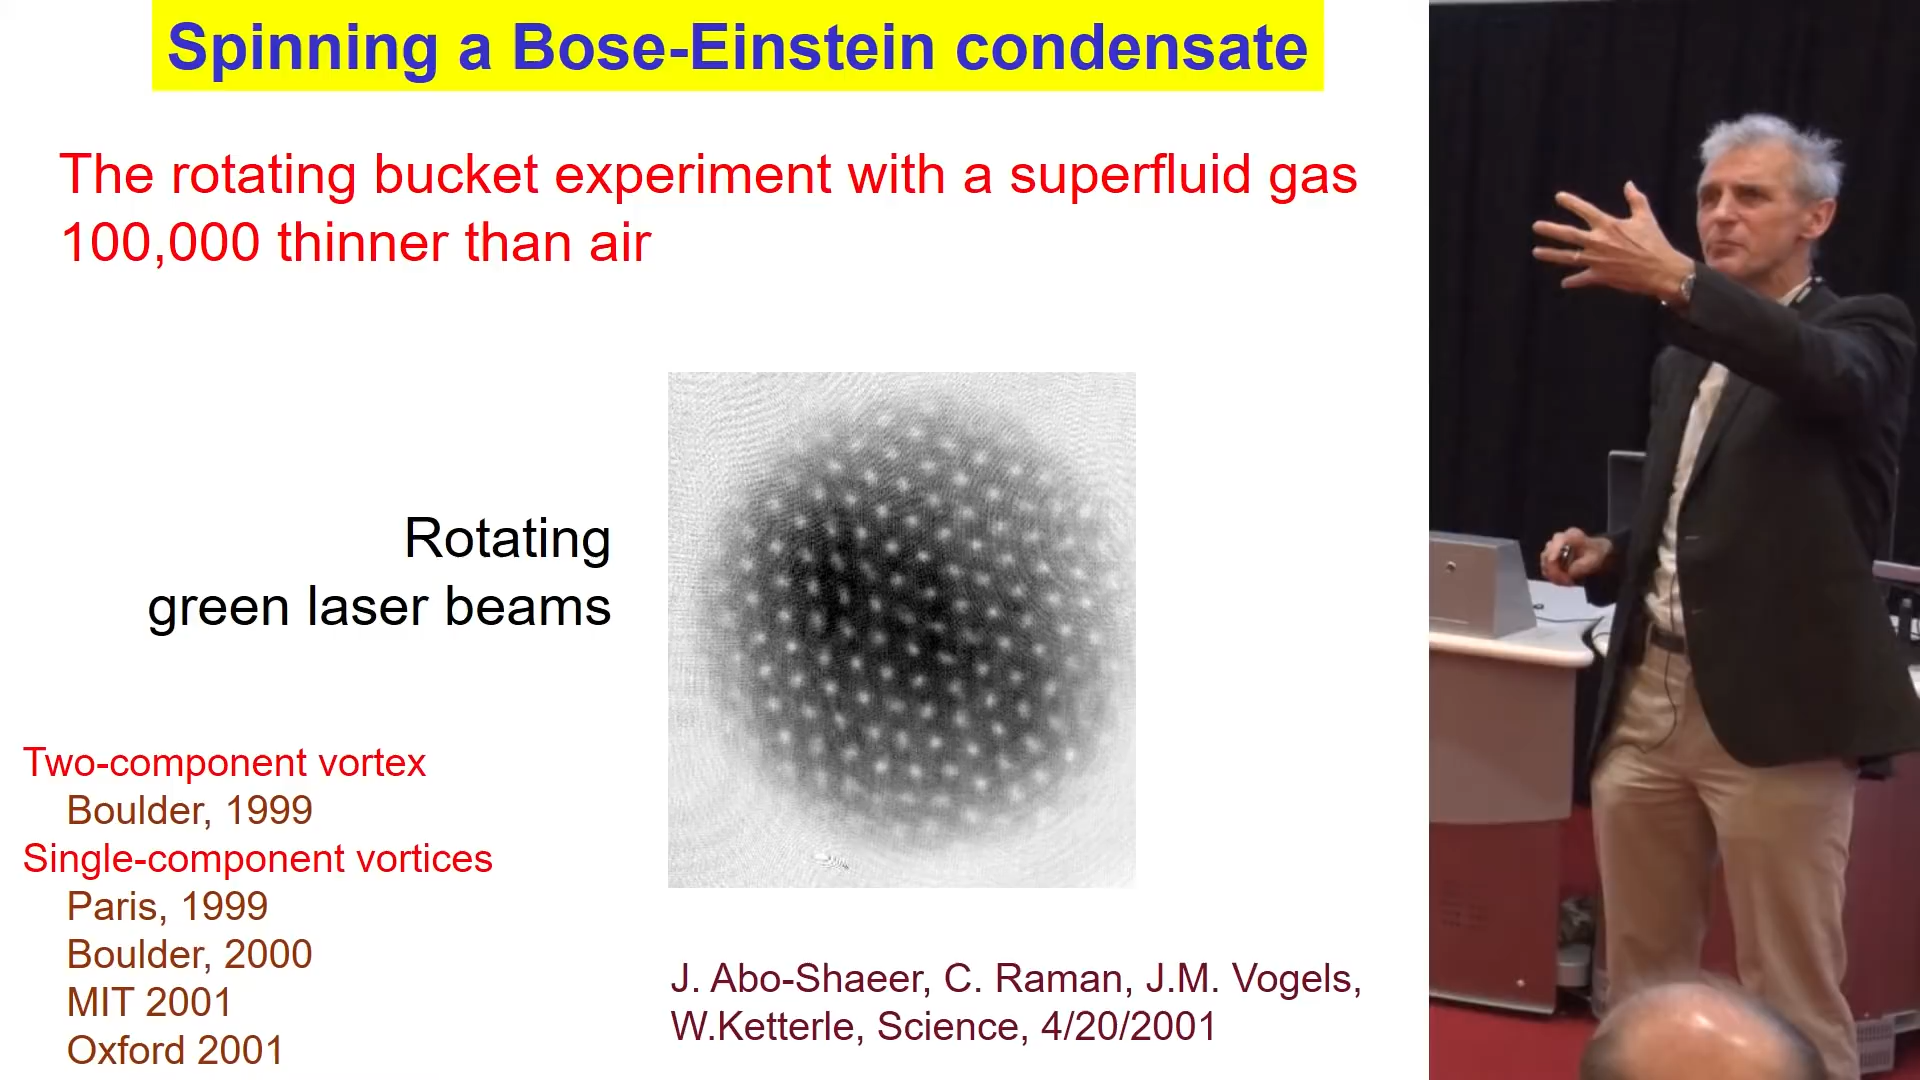 Spinning a Bose-Einstein condensate
The rotating bucket experiment with a superfluid gas
100,000 thinner than air
Rotating
green laser beams
Two-component vortex
Boulder, 1999
Single-component vortices
Paris, 1999
Boulder, 2000
MIT 2001
Oxford 2001
J. Abo-Shaeer, C. Raman, J.M. Vogels,
W.Ketterle, Science, 4/20/2001